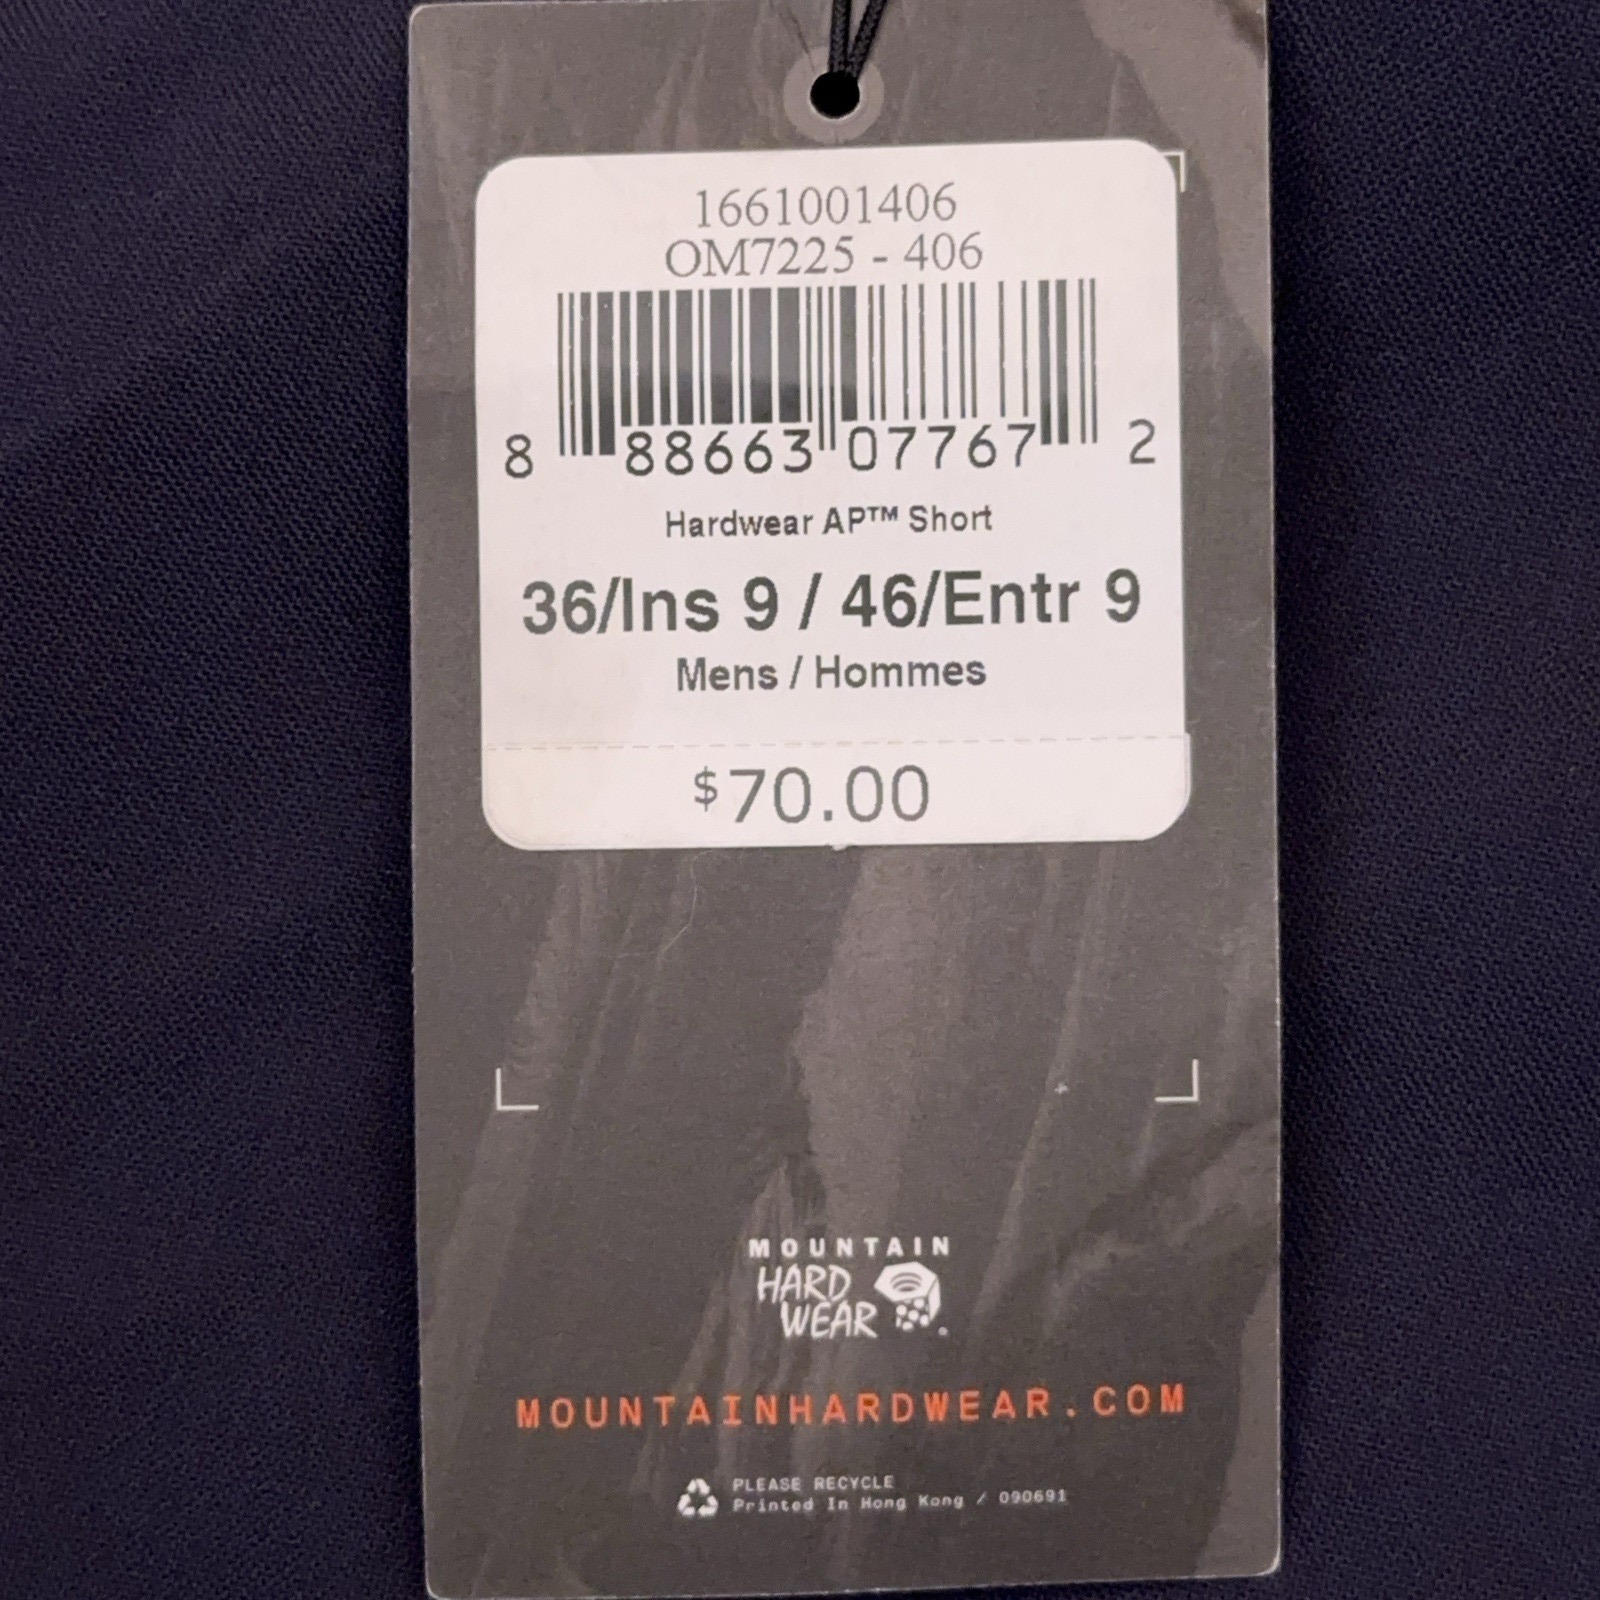 1661001406
OM7225 - 406
8 88663 07767 2
Hardwear AP™ Short
36/Ins 9 / 46/Entr 9
Mens / Hommes
$70.00
MOUNTAIN
HARD
WEAR
MOUNTAINHARDWEAR.COM
PLEASE RECYCLE
Printed In Hong Kong / 090691